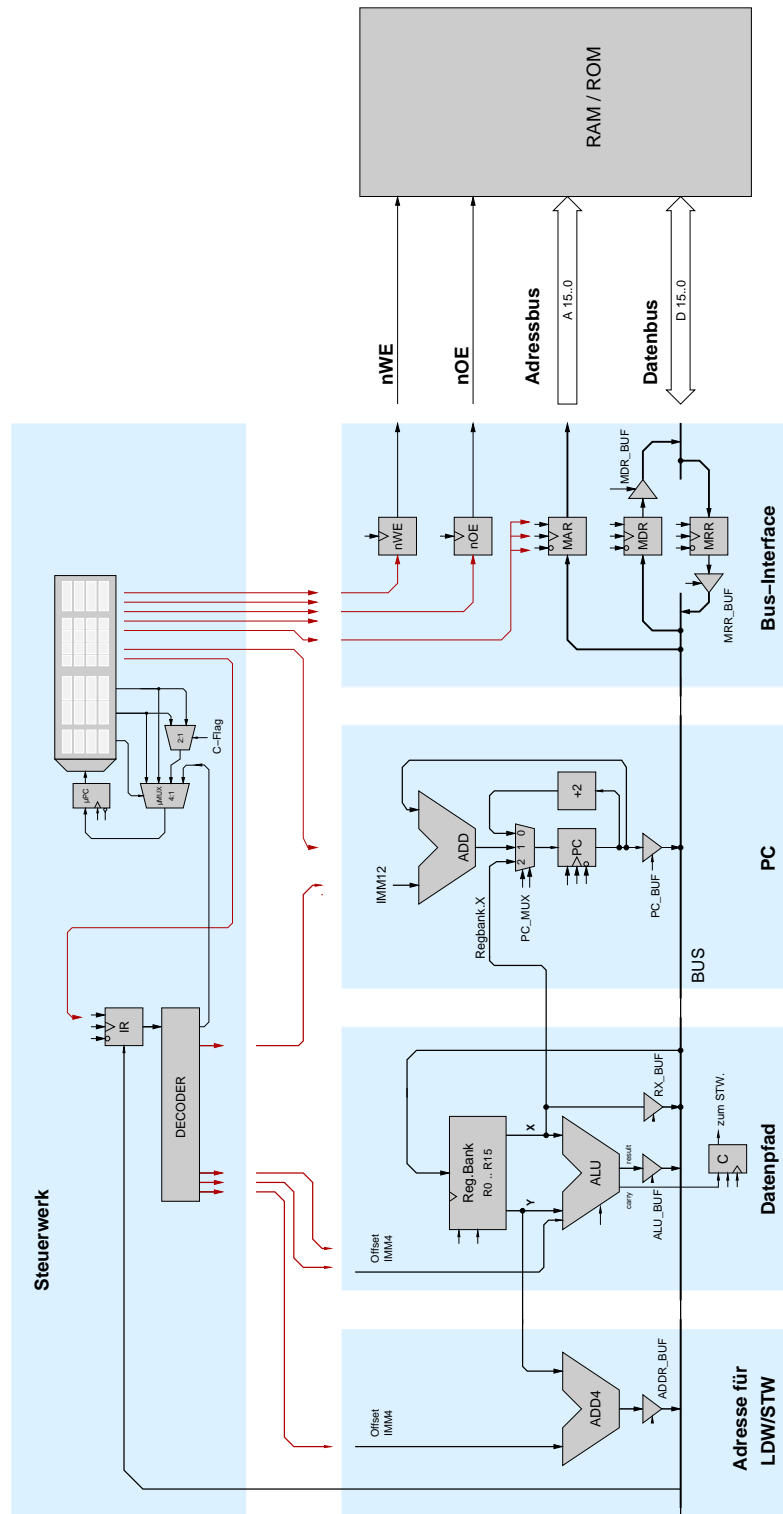 Steuerwerk
µPC
µMUX
4:1
2:1
C–Flag
IR
DECODER
RAM / ROM
nWE
nOE
Adressbus
A 15..0
Datenbus
D 15..0
nWE
nOE
MAR
MDR
MDR_BUF
MRR
MRR_BUF
Bus–Interface
IMM12
ADD
+2
2 1 0
PC_MUX
Regbank.X
PC
PC_BUF
PC
BUS
Offset
IMM4
Reg.Bank
R0 .. R15
Y
X
ALU
result
carry
ALU_BUF
RX_BUF
C
zum STW.
Datenpfad
Offset
IMM4
ADD4
ADDR_BUF
Adresse für
LDW/STW